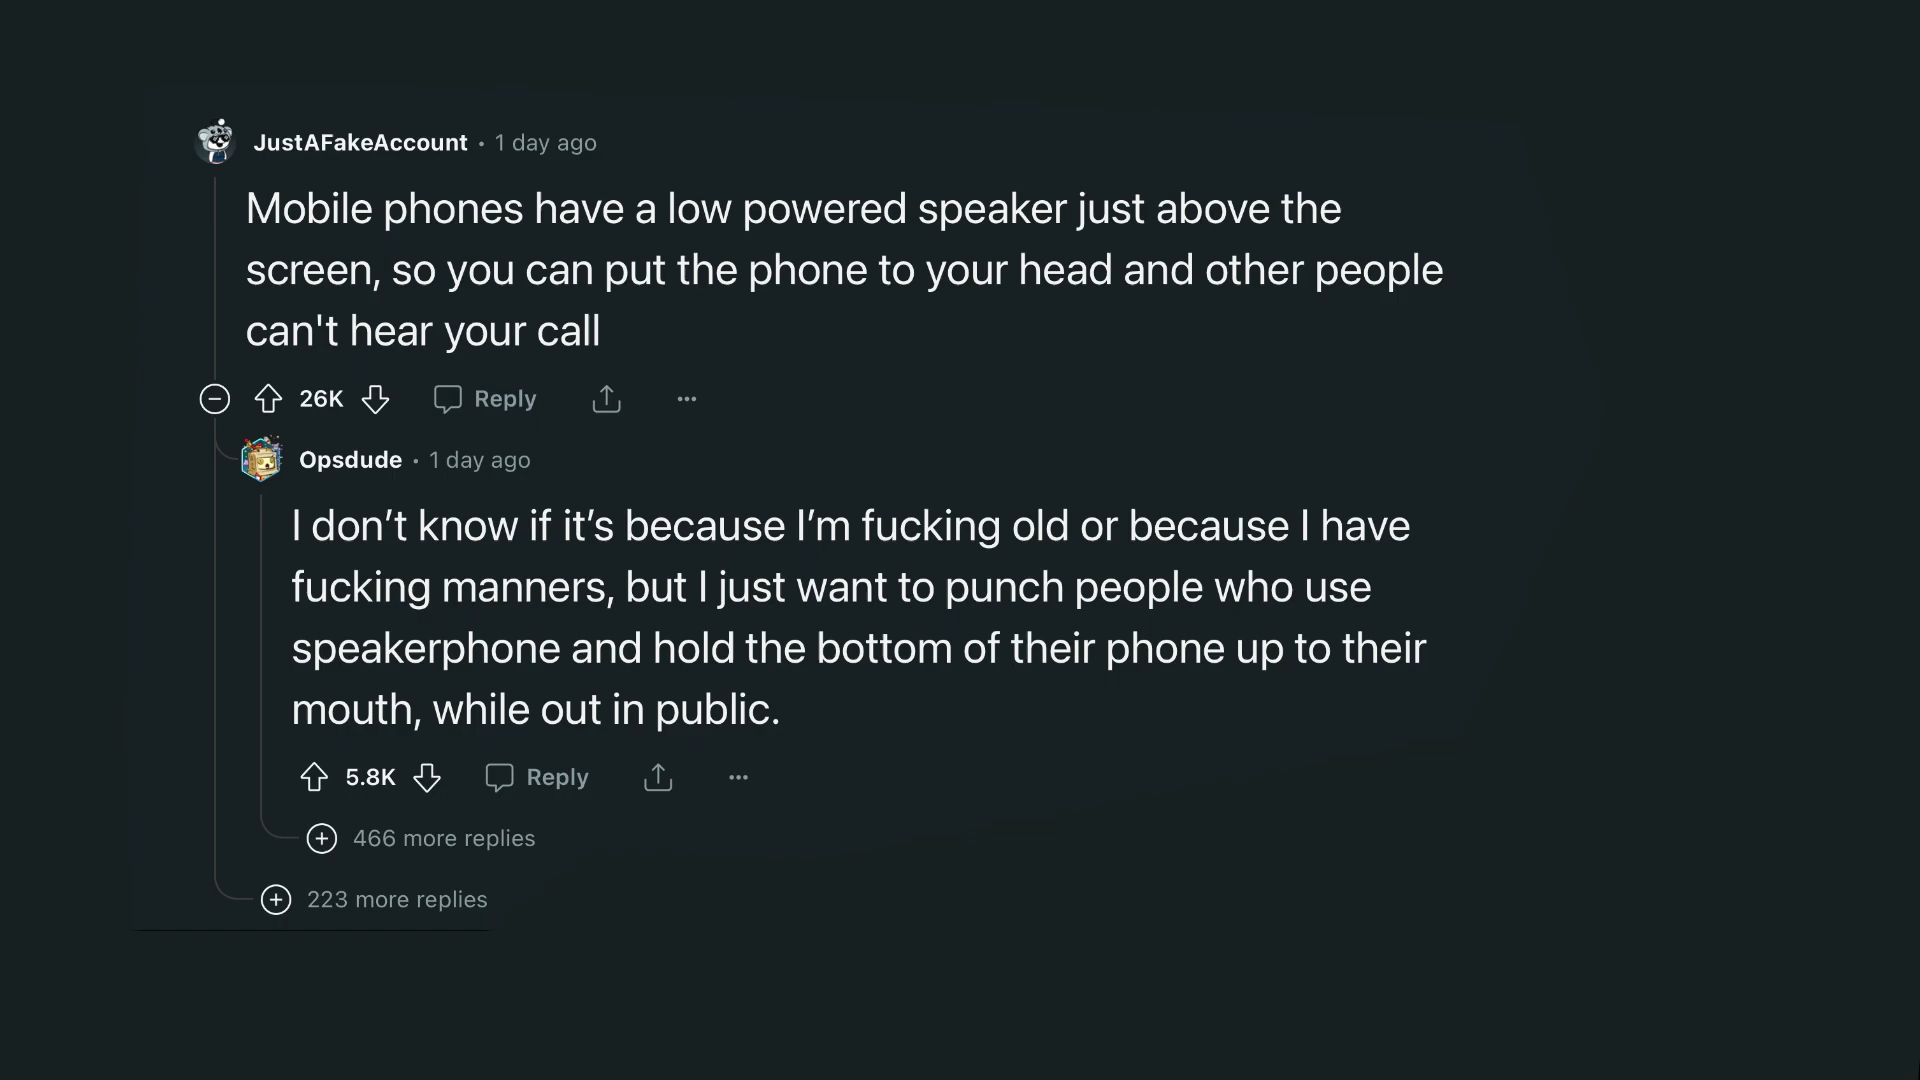 JustAFakeAccount • 1 day ago
Mobile phones have a low powered speaker just above the
screen, so you can put the phone to your head and other people
can't hear your call
26K Reply
Opsdude • 1 day ago
I don’t know if it’s because I’m fucking old or because I have
fucking manners, but I just want to punch people who use
speakerphone and hold the bottom of their phone up to their
mouth, while out in public.
5.8K Reply
466 more replies
223 more replies